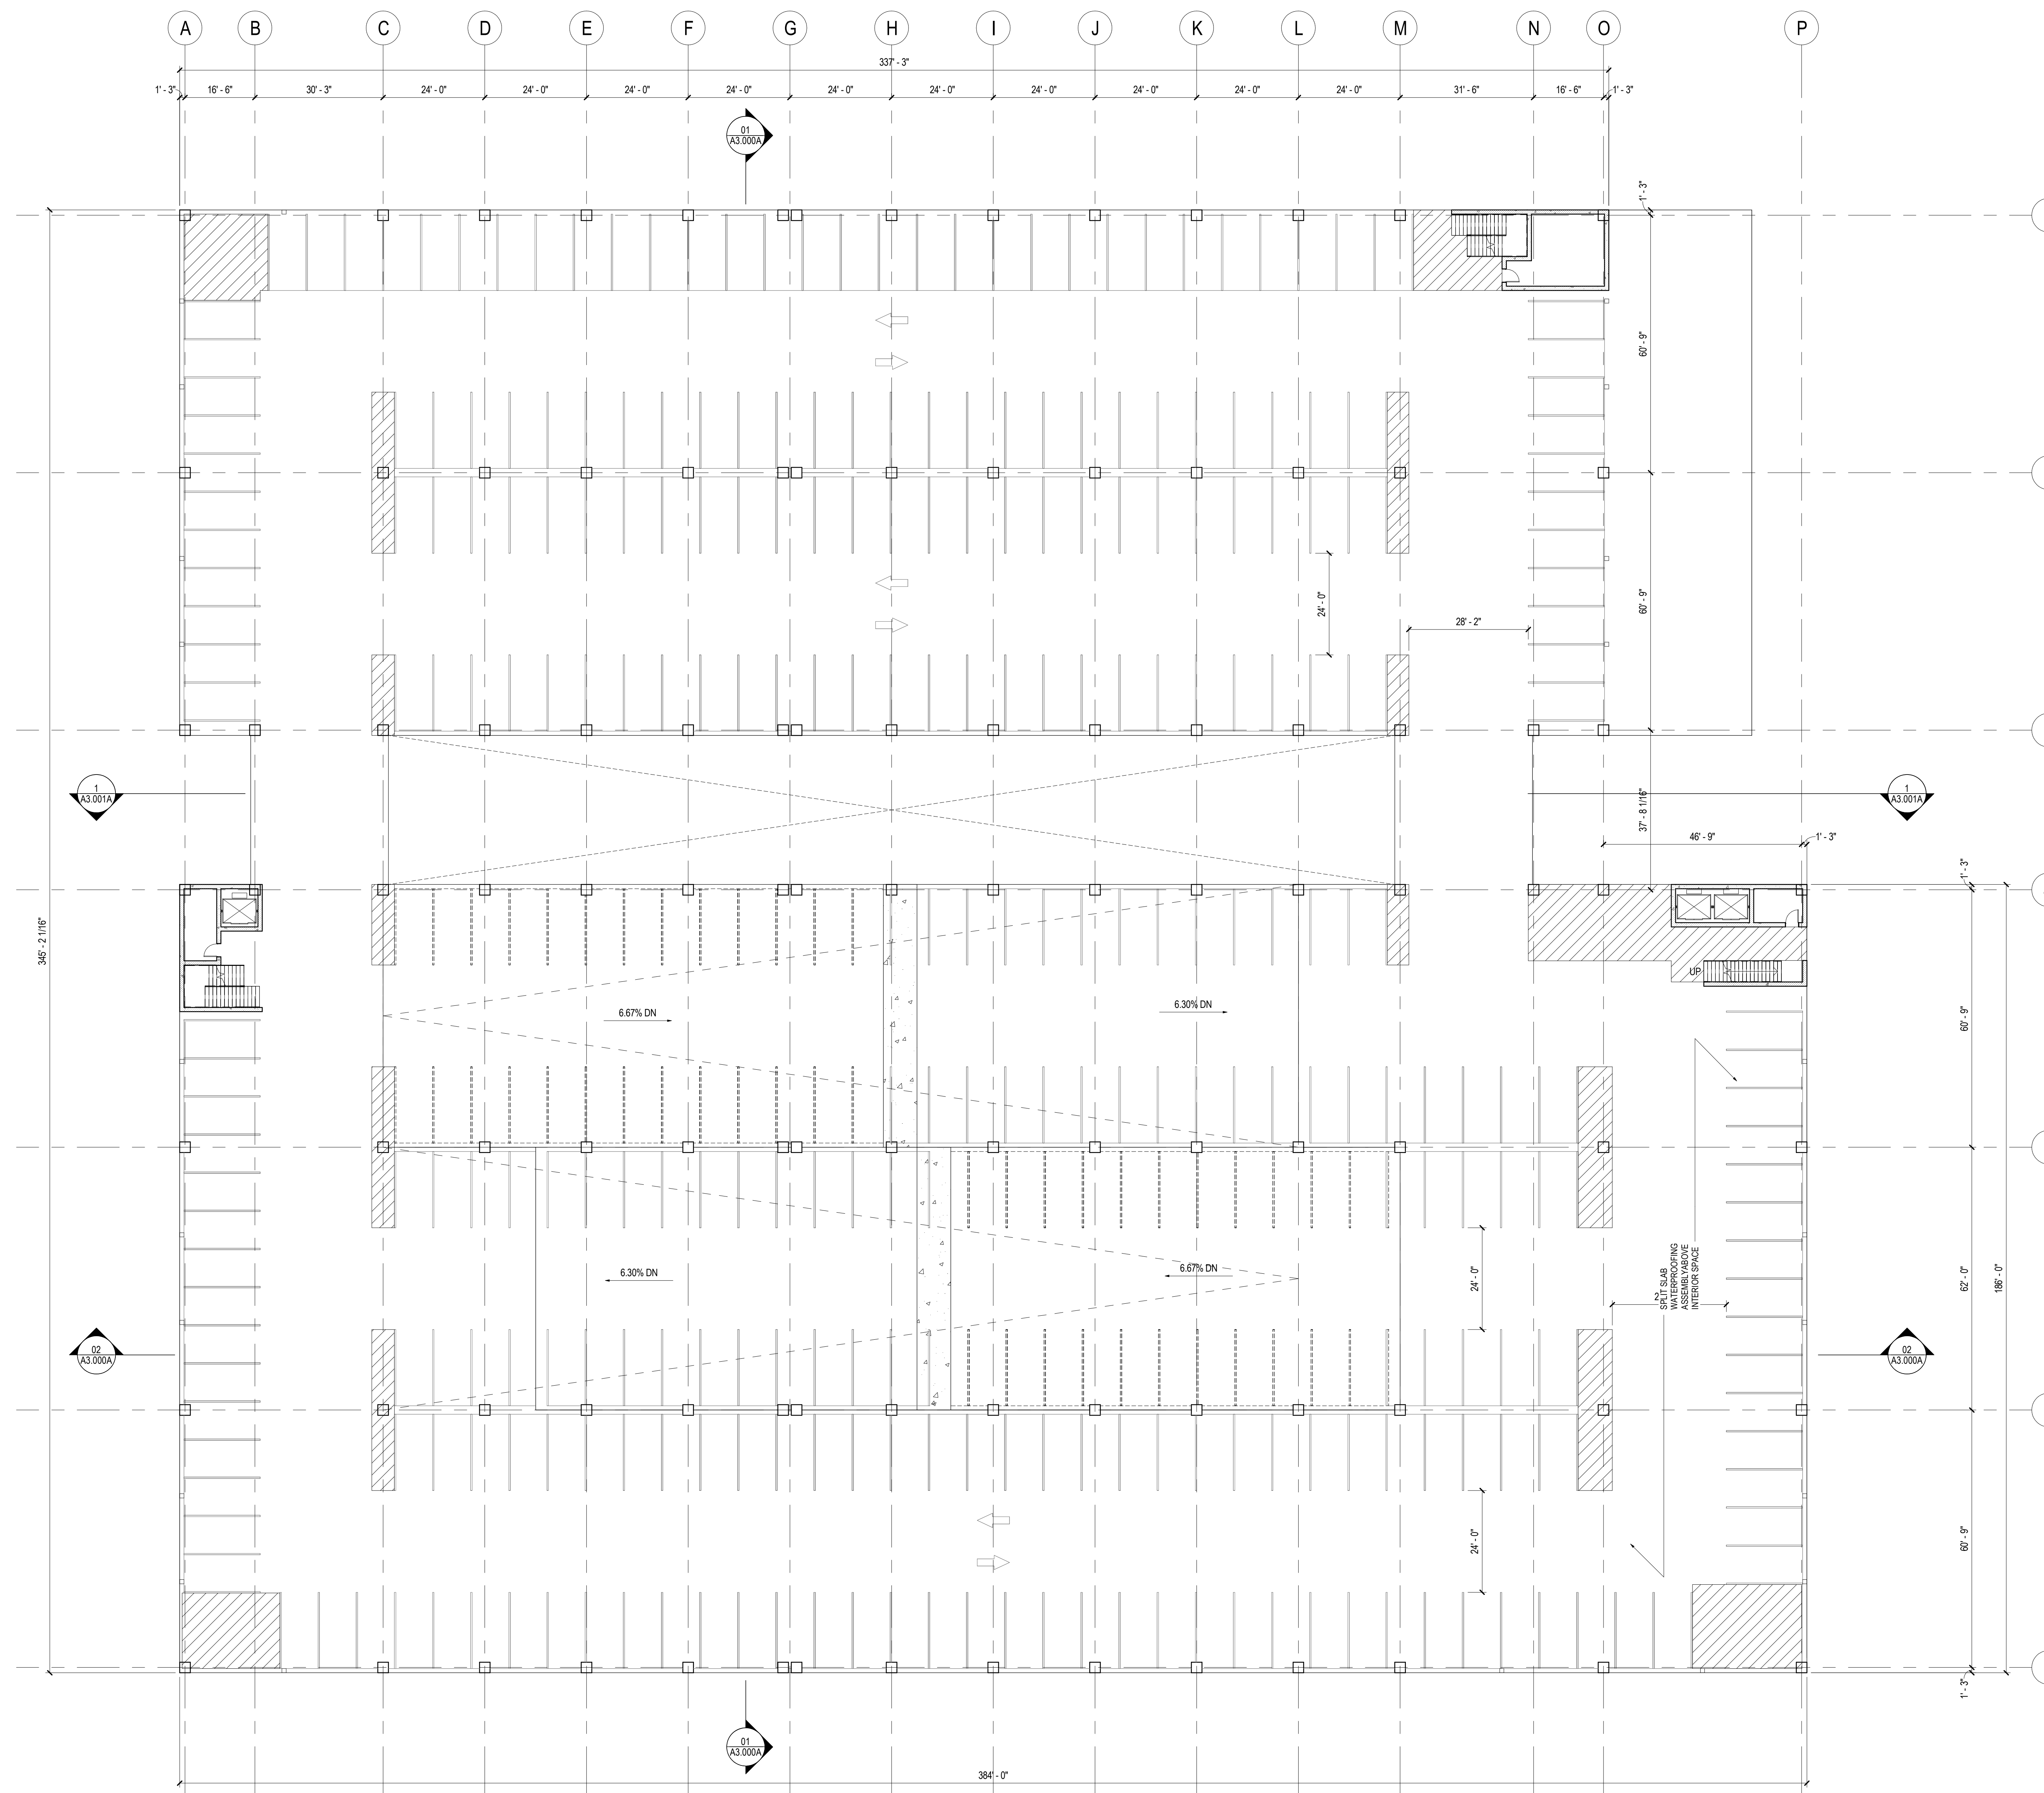 A B C D E F G H I J K L M N O P
337' - 3"
1' - 3" 16' - 6" 30' - 3" 24' - 0" 24' - 0" 24' - 0" 24' - 0" 24' - 0" 24' - 0" 24' - 0" 24' - 0" 24' - 0" 24' - 0" 31' - 6" 16' - 6" 1' - 3"
01
A3.000A
1' - 3"
60' - 9"
24' - 0"
60' - 9"
28' - 2"
1
A3.001A
1
A3.001A
37' - 8 1/16"
46' - 9"
1' - 3"
1' - 3"
345' - 2 1/16"
UP
6.67% DN
6.30% DN
60' - 9"
6.30% DN
6.67% DN
24' - 0"
2
SPLIT SLAB
WATERPROOFING
ASSEMBLYABOVE
INTERIOR SPACE
62' - 0"
186' - 0"
02
A3.000A
02
A3.000A
24' - 0"
60' - 9"
1' - 3"
01
A3.000A
384' - 0"